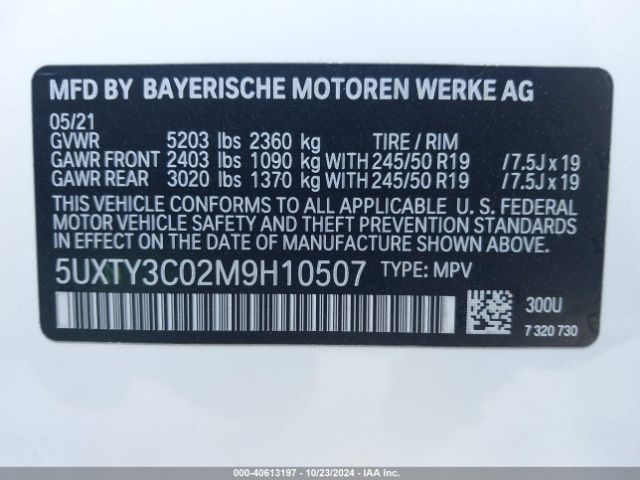 MFD BY BAYERISCHE MOTOREN WERKE AG
05/21
GVWR 5203 lbs 2360 kg TIRE / RIM
GAWR FRONT 2403 lbs 1090 kg WITH 245/50 R19 /7.5J x 19
GAWR REAR 3020 lbs 1370 kg WITH 245/50 R19 /7.5J x 19
THIS VEHICLE CONFORMS TO ALL APPLICABLE U. S. FEDERAL
MOTOR VEHICLE SAFETY AND THEFT PREVENTION STANDARDS
IN EFFECT ON THE DATE OF MANUFACTURE SHOWN ABOVE.
5UXTY3C02M9H10507 TYPE: MPV
300U
7 320 730
000-40613197 - 10/23/2024 - IAAI.com